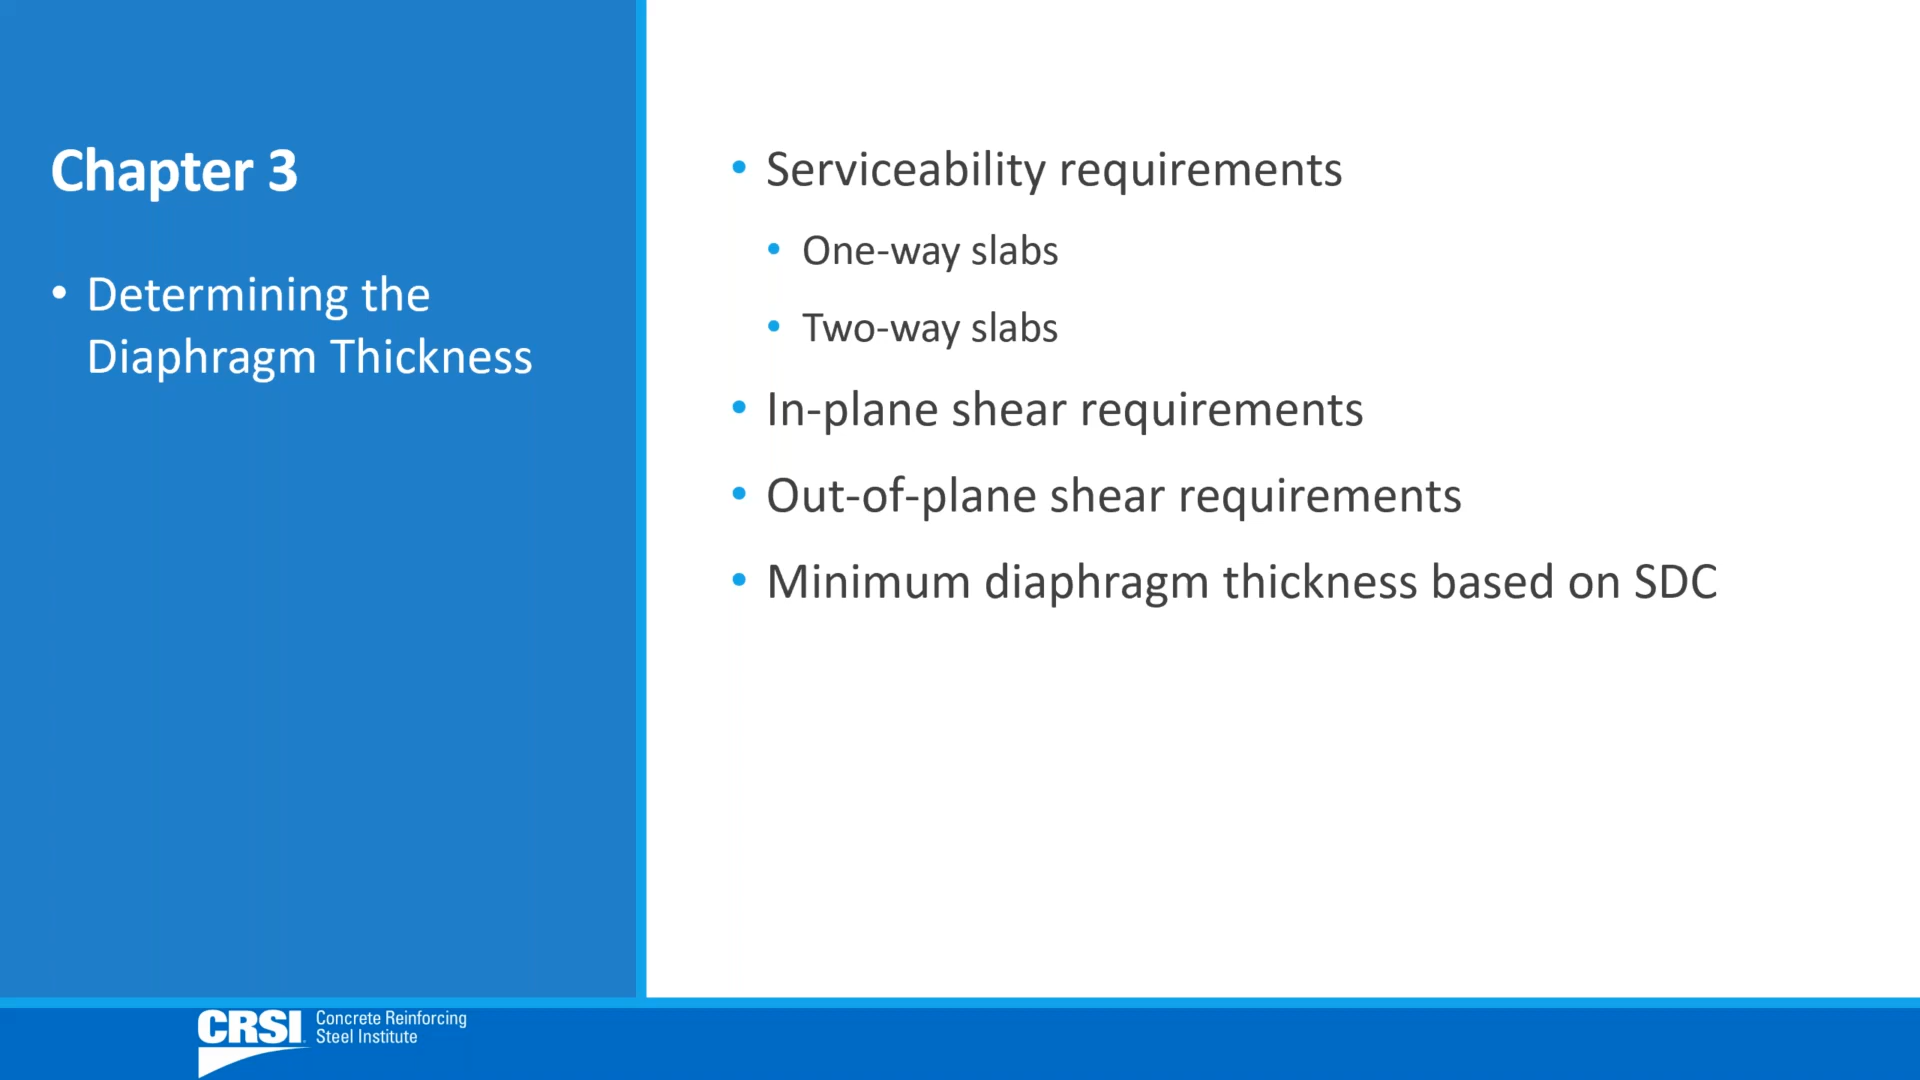 Chapter 3
• Determining the
Diaphragm Thickness
• Serviceability requirements
• One-way slabs
• Two-way slabs
• In-plane shear requirements
• Out-of-plane shear requirements
• Minimum diaphragm thickness based on SDC
CRSI
Concrete Reinforcing
Steel Institute